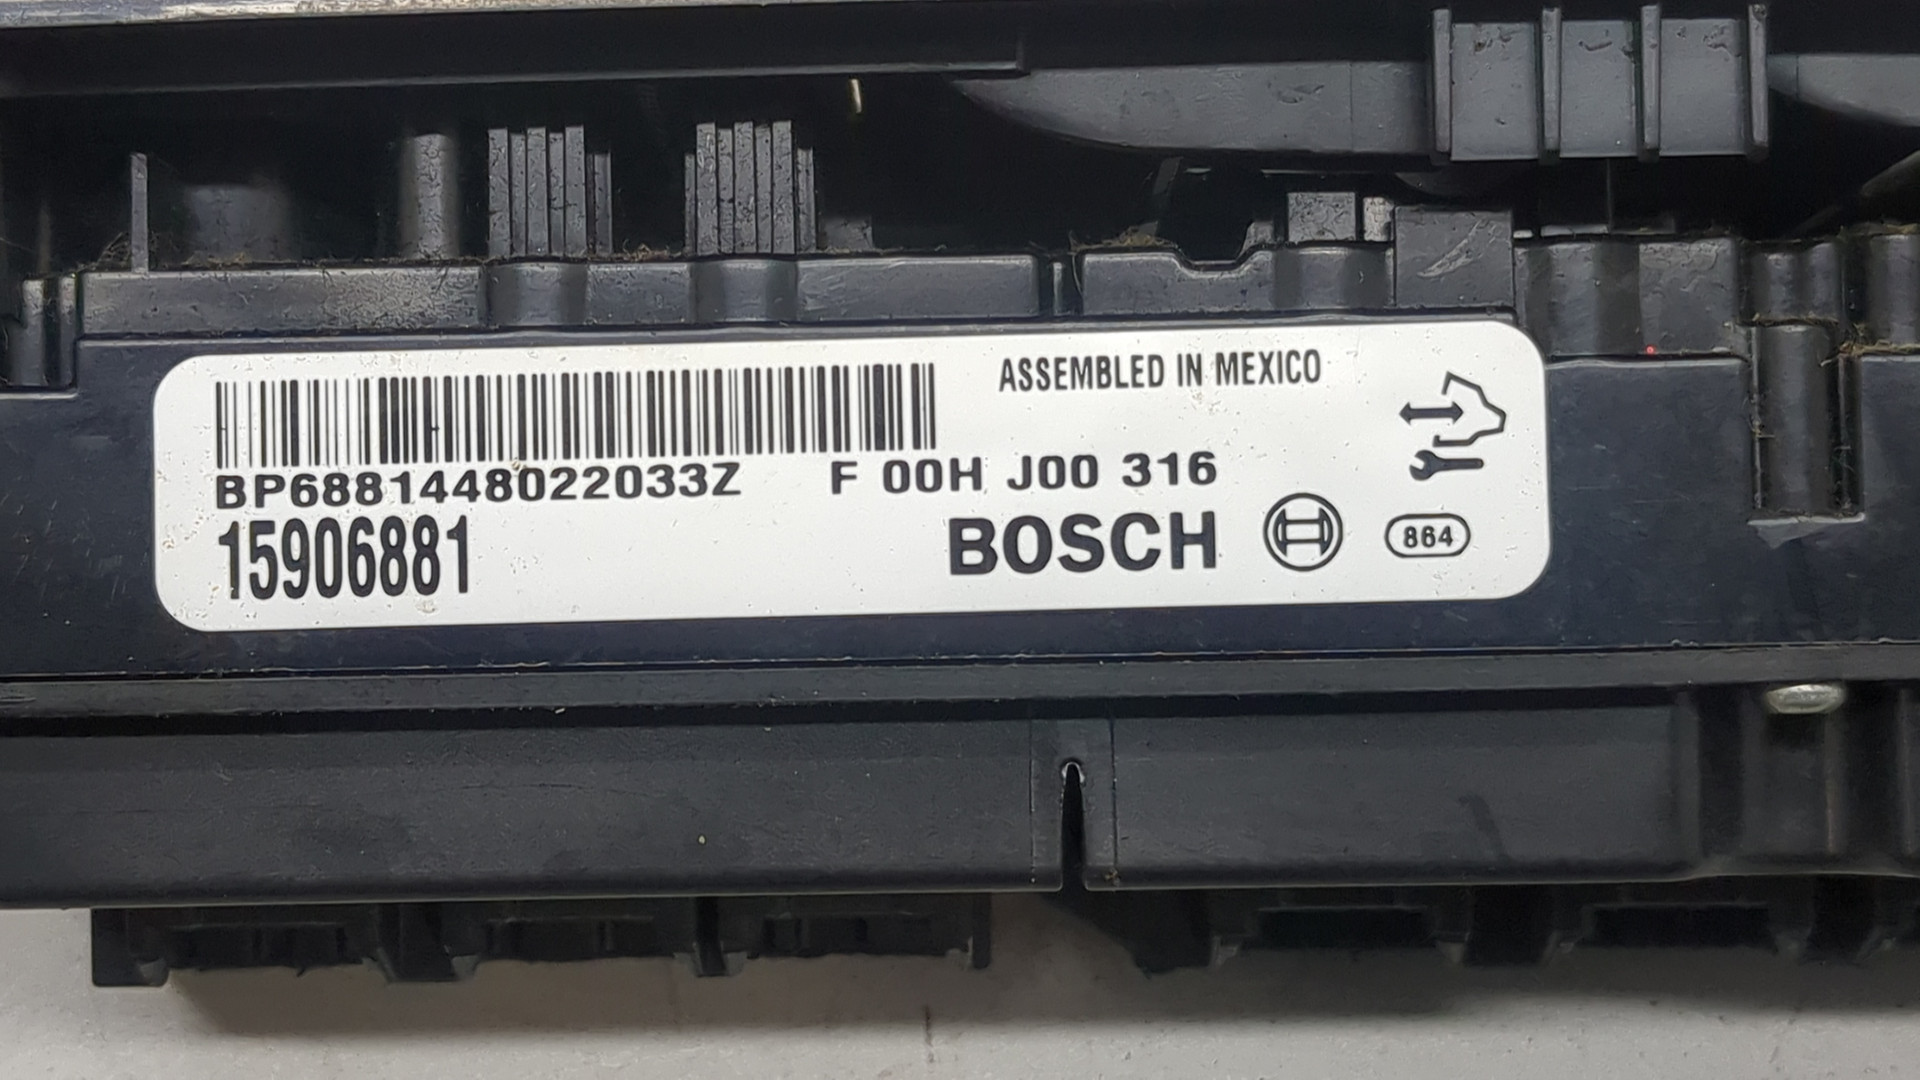 ASSEMBLED IN MEXICO
BP6881448022033Z F 00H J00 316
15906881
BOSCH
864